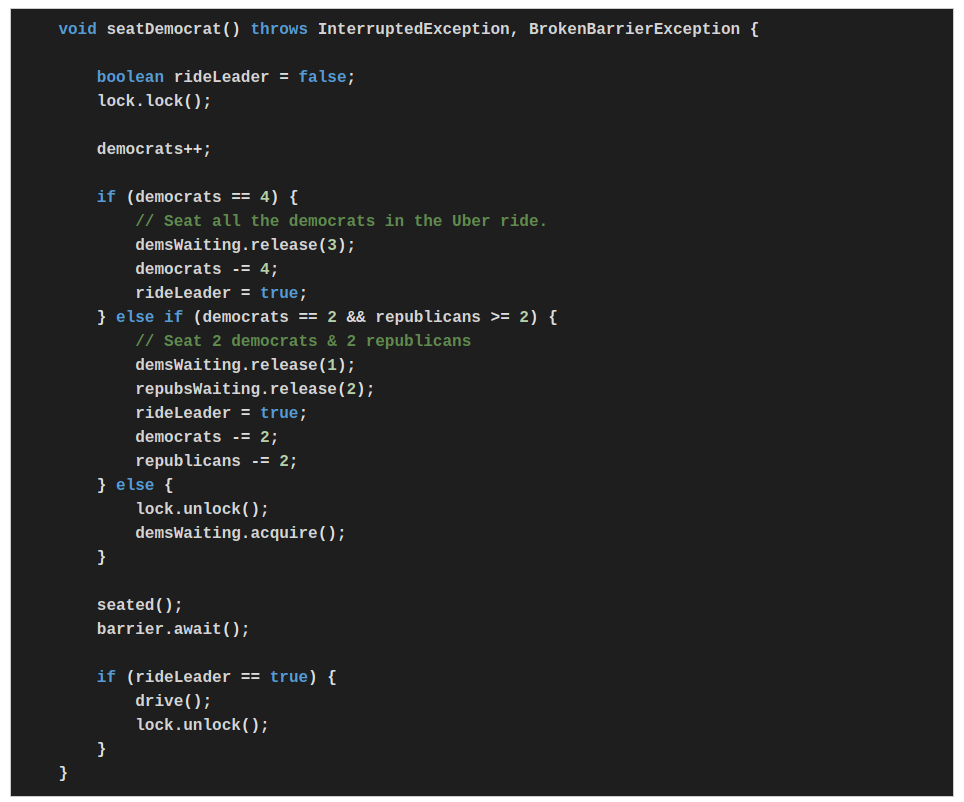 void seatDemocrat() throws InterruptedException, BrokenBarrierException {
boolean rideLeader = false;
lock.lock();
democrats++;
if (democrats == 4) {
// Seat all the democrats in the Uber ride.
demsWaiting.release(3);
democrats -= 4;
rideLeader = true;
} else if (democrats == 2 && republicans >= 2) {
// Seat 2 democrats & 2 republicans
demsWaiting.release(1);
repubsWaiting.release(2);
rideLeader = true;
democrats -= 2;
republicans -= 2;
} else {
lock.unlock();
demsWaiting.acquire();
}
seated();
barrier.await();
if (rideLeader == true) {
drive();
lock.unlock();
}
}